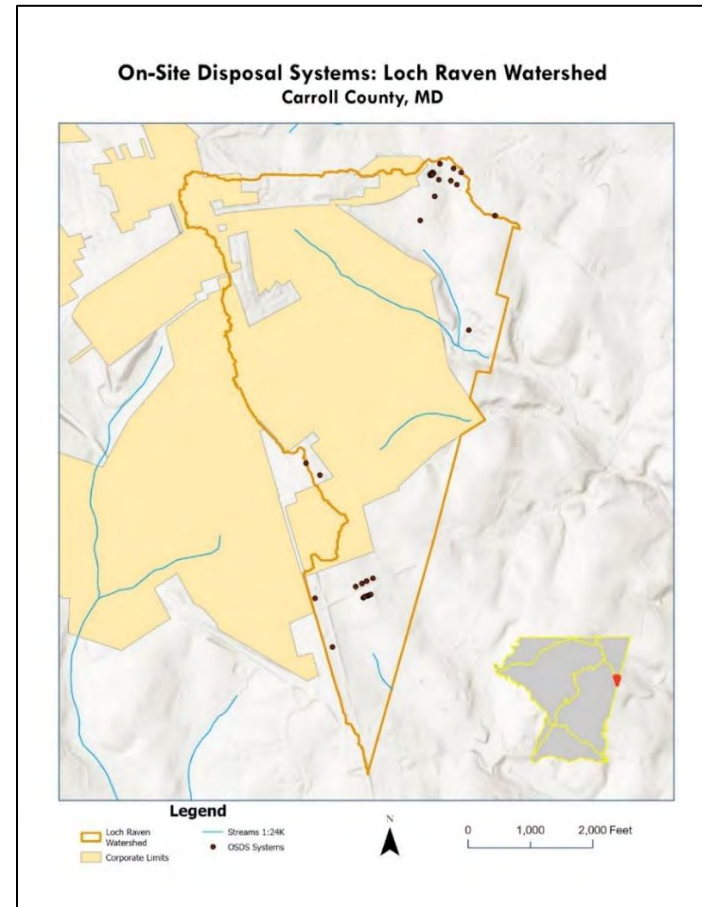 On-Site Disposal Systems: Loch Raven Watershed
Carroll County, MD
Legend
Loch Raven
Watershed
Corporate Limits
Streams 1:24K
OSDS Systems
N
0 1,000 2,000 Feet